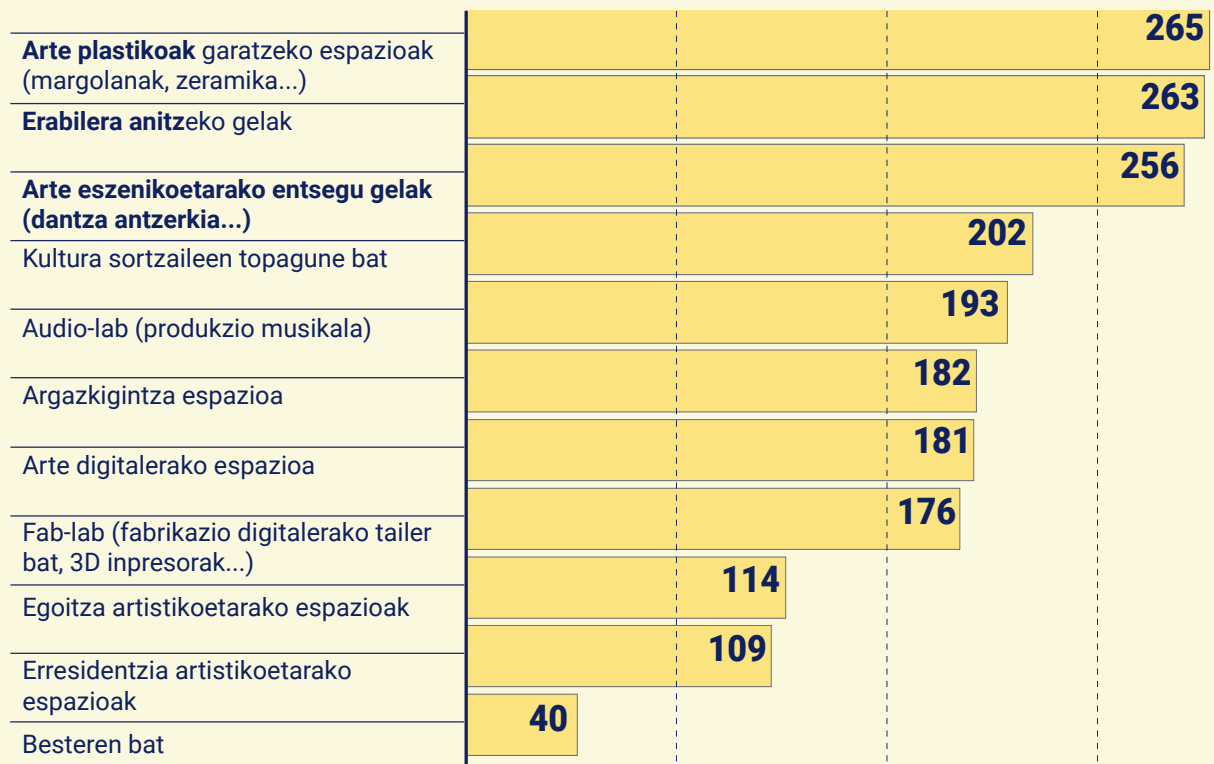 265
Arte plastikoak garatzeko espazioak
(margolanak, zeramika...)
263
Erabilera anitzeko gelak
256
Arte eszenikoetarako entsegu gelak
(dantza antzerkia...)
202
Kultura sortzaileen topagune bat
193
Audio-lab (produkzio musikala)
182
Argazkigintza espazioa
181
Arte digitalerako espazioa
176
Fab-lab (fabrikazio digitalerako tailer
bat, 3D inpresorak...)
114
Egoitza artistikoetarako espazioak
109
Erresidentzia artistikoetarako
espazioak
40
Besteren bat